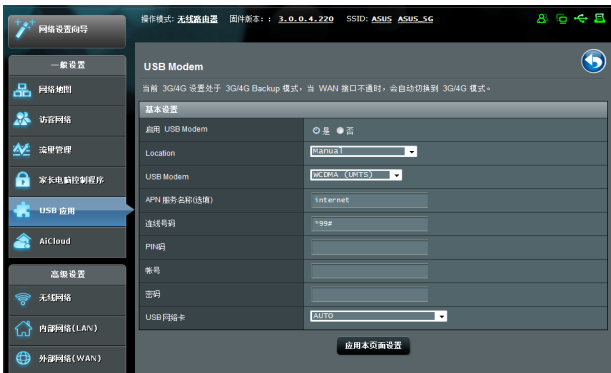 网络设置向导
操作模式: 无线路由器 固件版本: : 3.0.0.4.220 SSID: ASUS ASUS_5G
一般设置
网络地图
访客网络
流量管理
家长电脑控制程序
USB 应用
AiCloud
高级设置
无线网络
内部网络(LAN)
外部网络(WAN)
USB Modem
当前 3G/4G 设置处于 3G/4G Backup 模式，当 WAN 接口不通时，会自动切换到 3G/4G 模式。
基本设置
启用 USB Modem 是 否
Location Manual
USB Modem WCDMA (UMTS)
APN 服务名称(选填) internet
连线号码 *99#
PIN码
帐号
密码
USB网络卡 AUTO
应用本页面设置